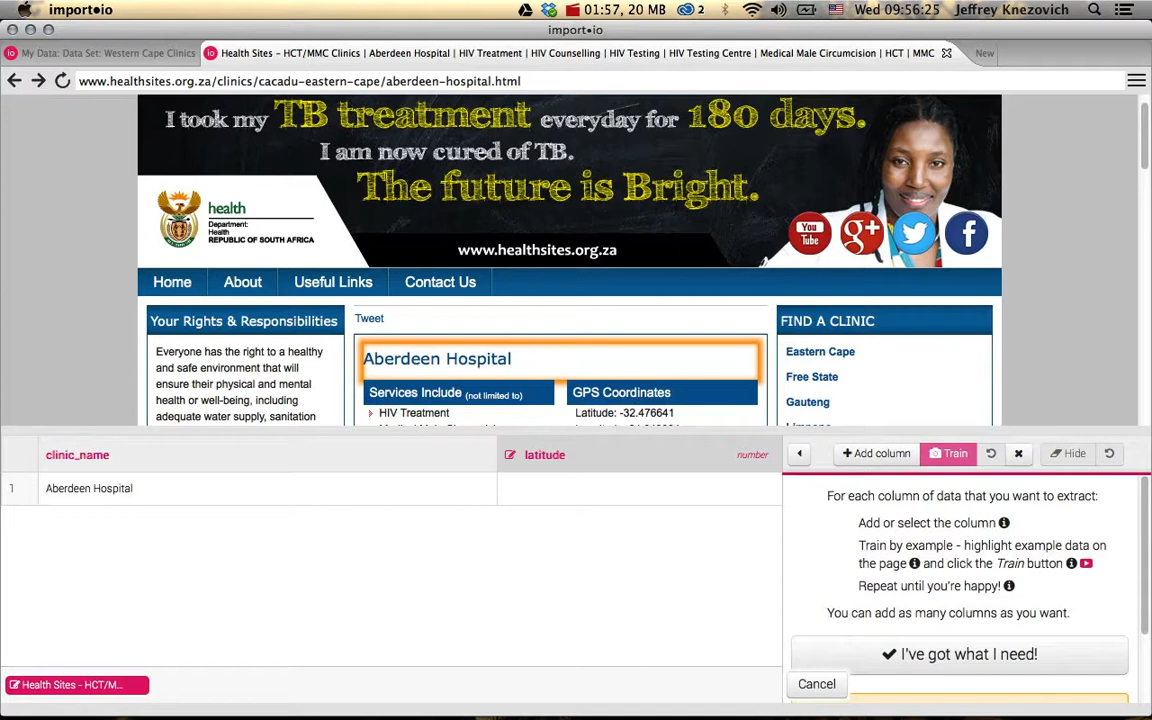 import•io
01:57, 20 MB
2
Wed 09:56:25
Jeffrey Knezovich
import•io
io My Data: Data Set: Western Cape Clinics
io Health Sites - HCT/MMC Clinics | Aberdeen Hospital | HIV Treatment | HIV Counselling | HIV Testing | HIV Testing Centre | Medical Male Circumcision | HCT | MMC
New
www.healthsites.org.za/clinics/cacadu-eastern-cape/aberdeen-hospital.html
I took my TB treatment everyday for 180 days.
I am now cured of TB.
The future is Bright.
health
Department:
Health
REPUBLIC OF SOUTH AFRICA
www.healthsites.org.za
You
Tube
g+
f
Home
About
Useful Links
Contact Us
Your Rights & Responsibilities
Everyone has the right to a healthy
and safe environment that will
ensure their physical and mental
health or well-being, including
adequate water supply, sanitation
Tweet
Aberdeen Hospital
Services Include (not limited to)
HIV Treatment
GPS Coordinates
Latitude: -32.476641
FIND A CLINIC
Eastern Cape
Free State
Gauteng
clinic_name
latitude
number
1
Aberdeen Hospital
Add column
Train
Hide
For each column of data that you want to extract:
Add or select the column
Train by example - highlight example data on
the page and click the Train button
Repeat until you're happy!
You can add as many columns as you want.
I've got what I need!
Cancel
Health Sites - HCT/M...